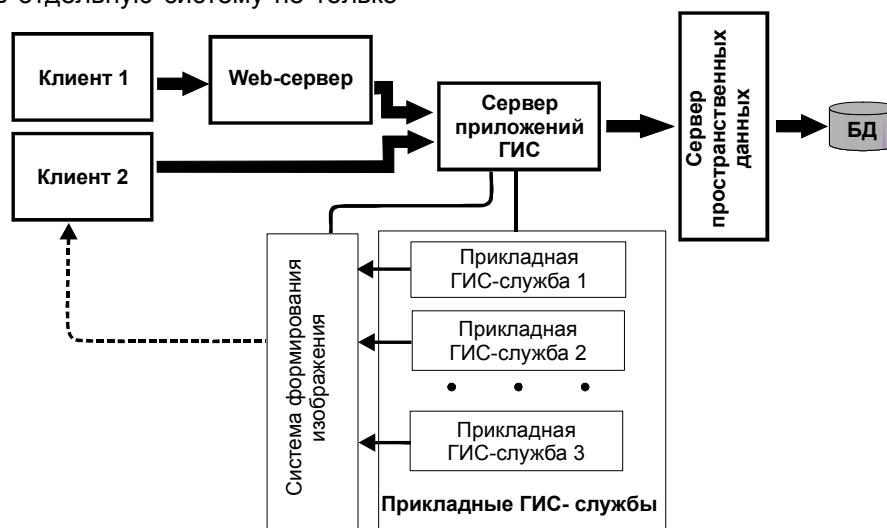 в отдельную систему не только
Клиент 1
Web-сервер
Сервер
приложений
ГИС
Сервер
пространственных
данных
БД
Клиент 2
Прикладная
ГИС-служба 1
Прикладная
ГИС-служба 2
Прикладная
ГИС-служба 3
Система формирования
изображения
Прикладные ГИС- службы